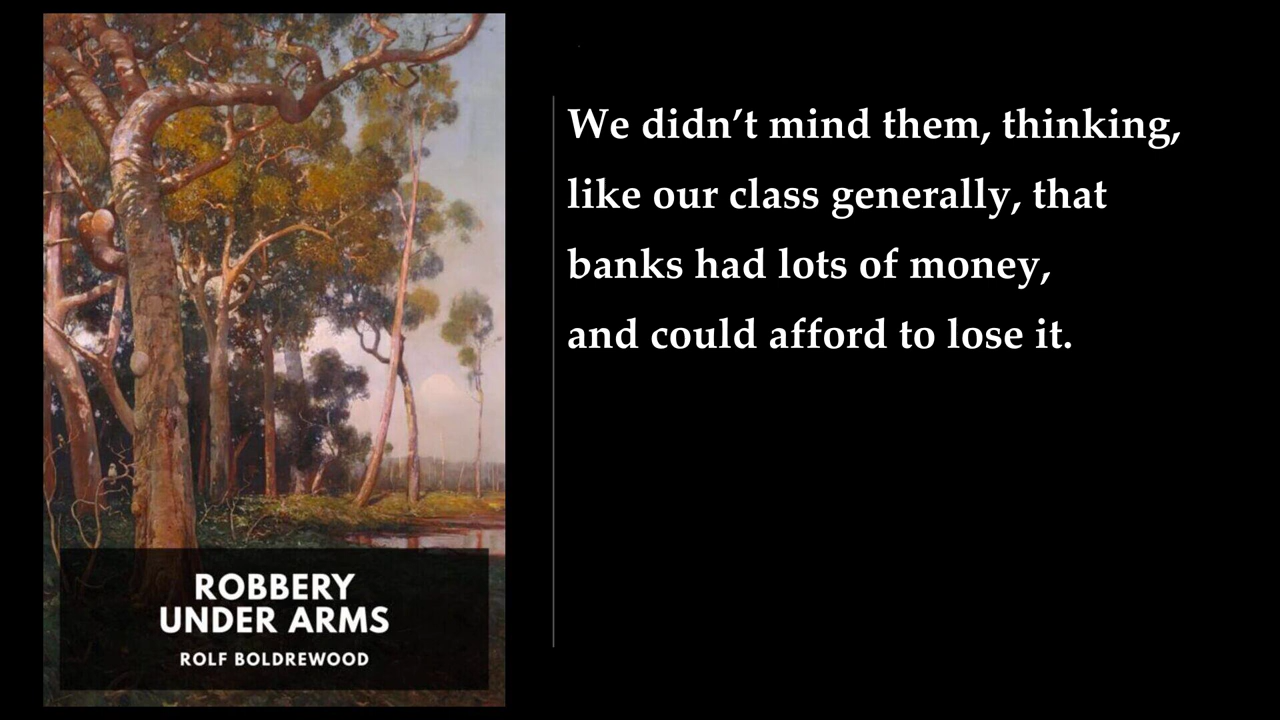 We didn’t mind them, thinking,
like our class generally, that
banks had lots of money,
and could afford to lose it.
ROBBERY
UNDER ARMS
ROLF BOLDREWOOD